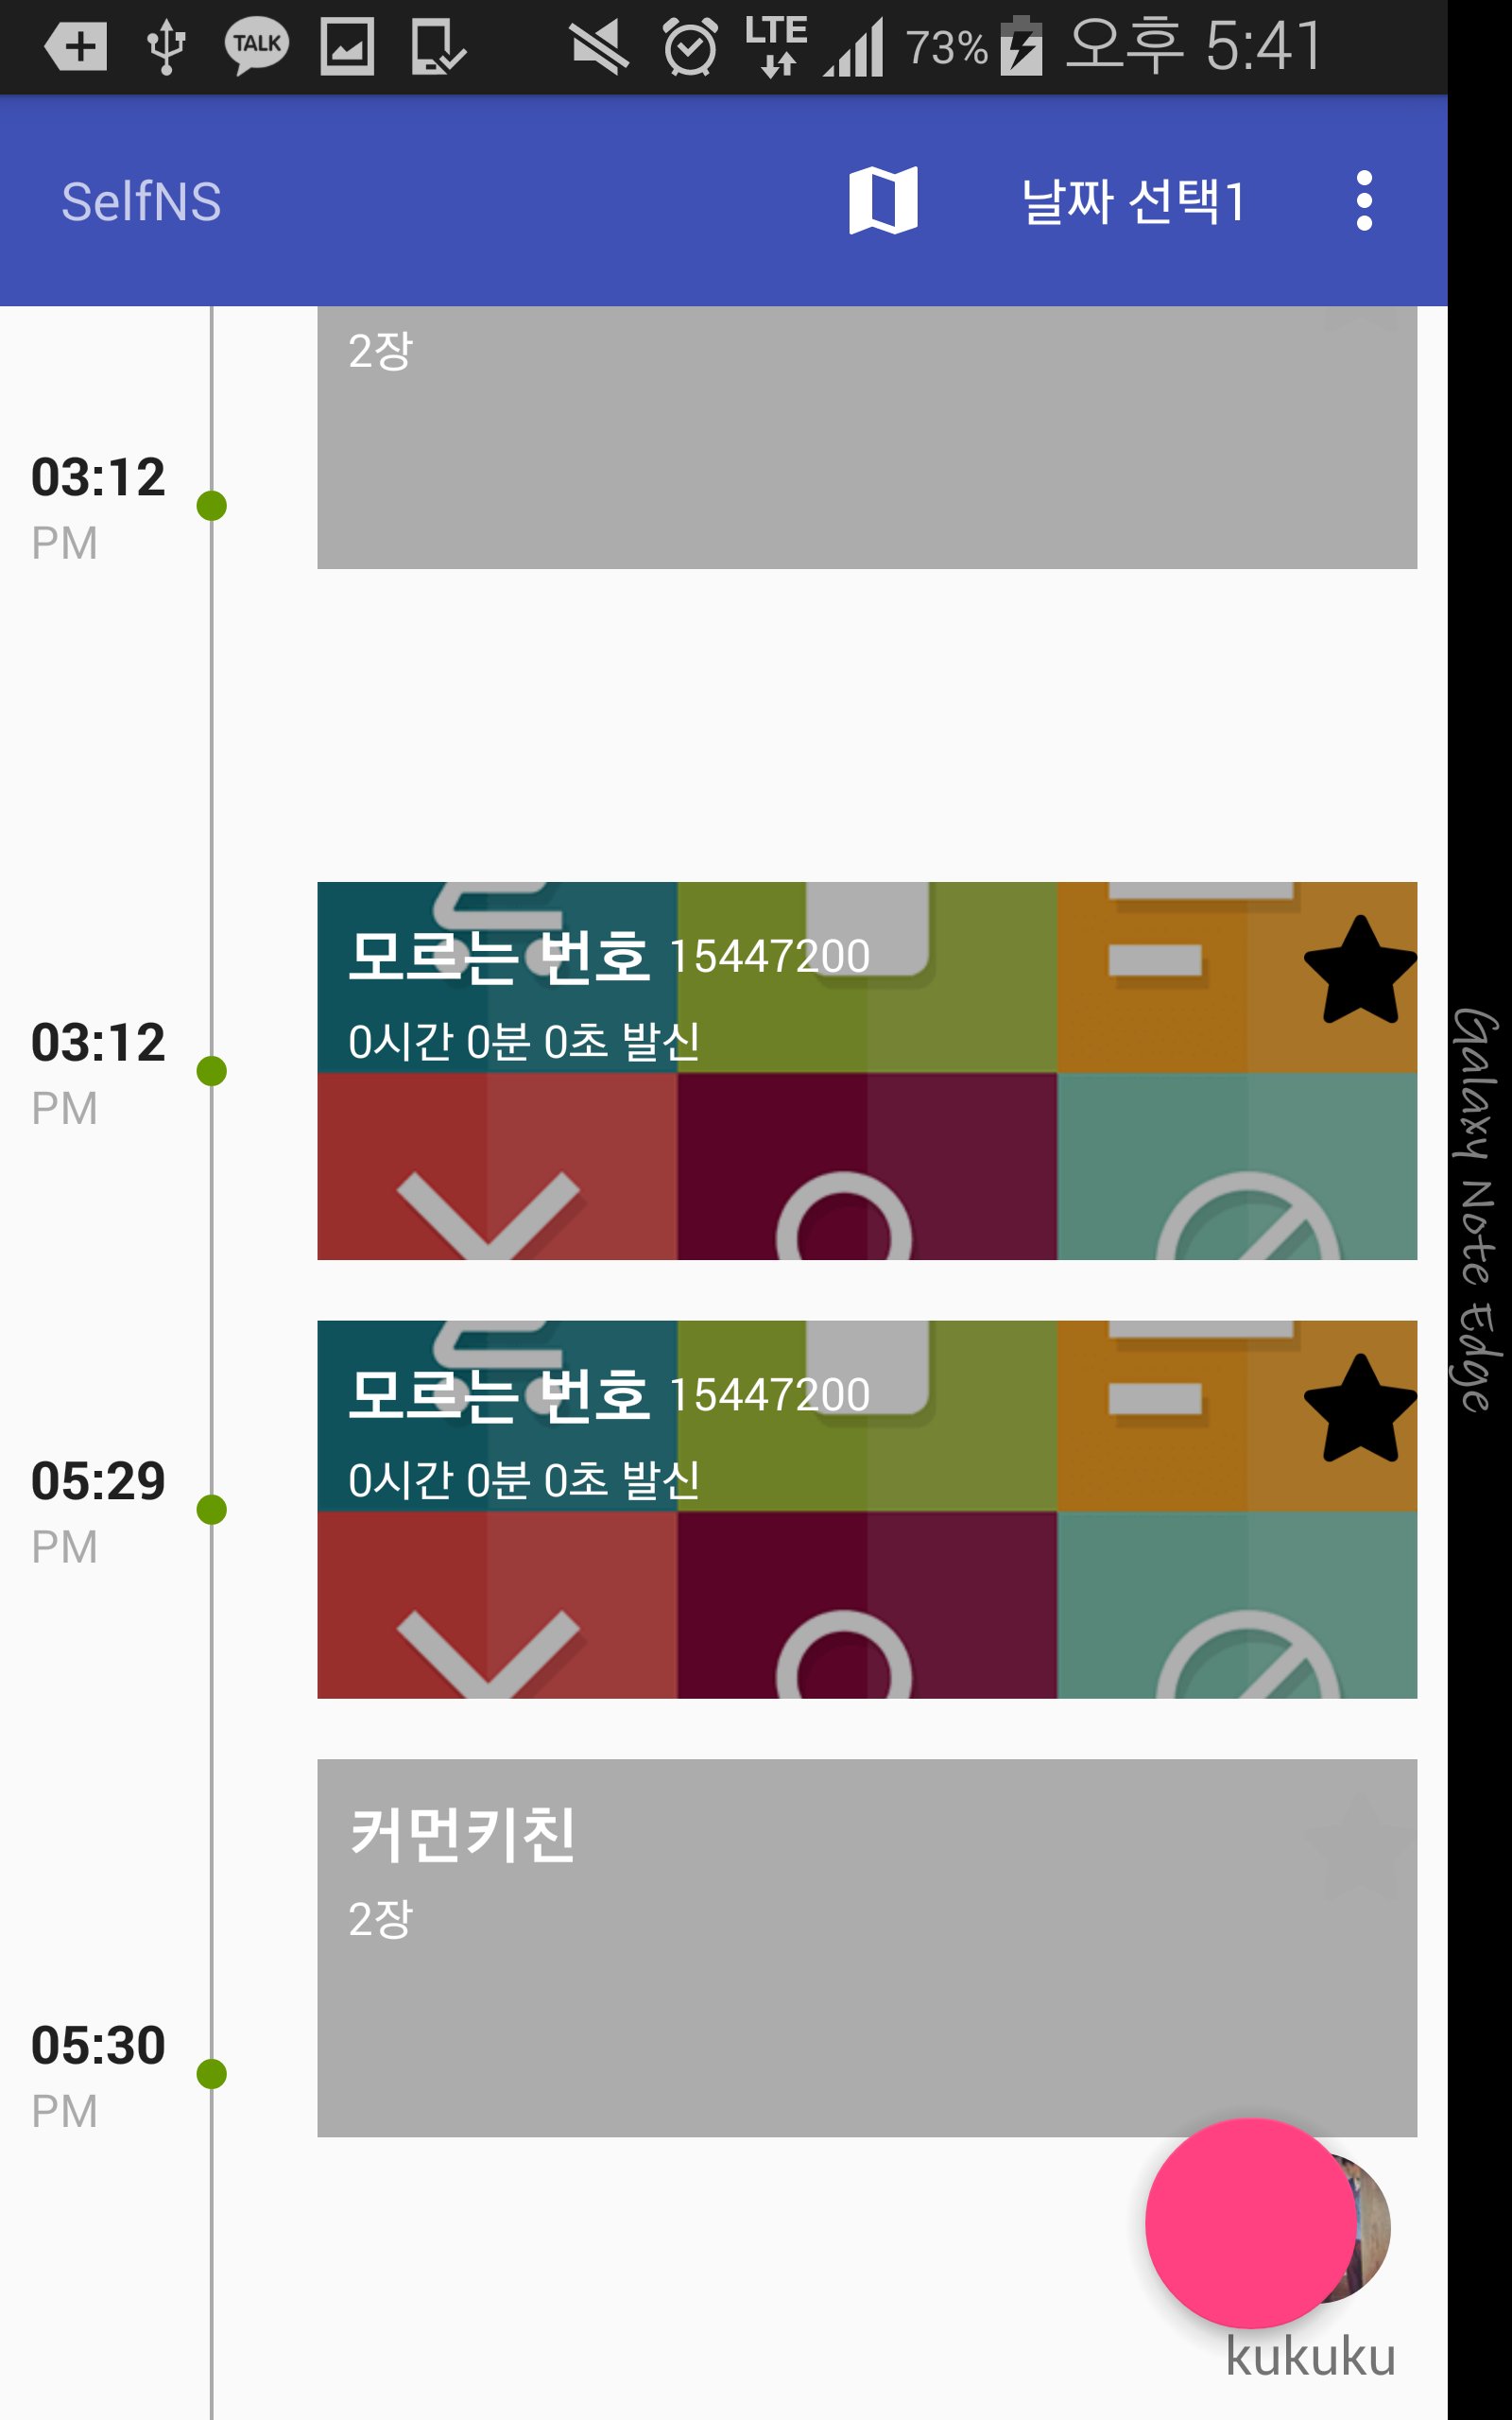 TALK LTE 73% 오후 5:41
SelfNS 날짜 선택1
2장
03:12
PM
모르는 번호 15447200
0시간 0분 0초 발신
03:12
PM
모르는 번호 15447200
0시간 0분 0초 발신
05:29
PM
커먼키친
2장
05:30
PM
kukuku
Galaxy Note Edge